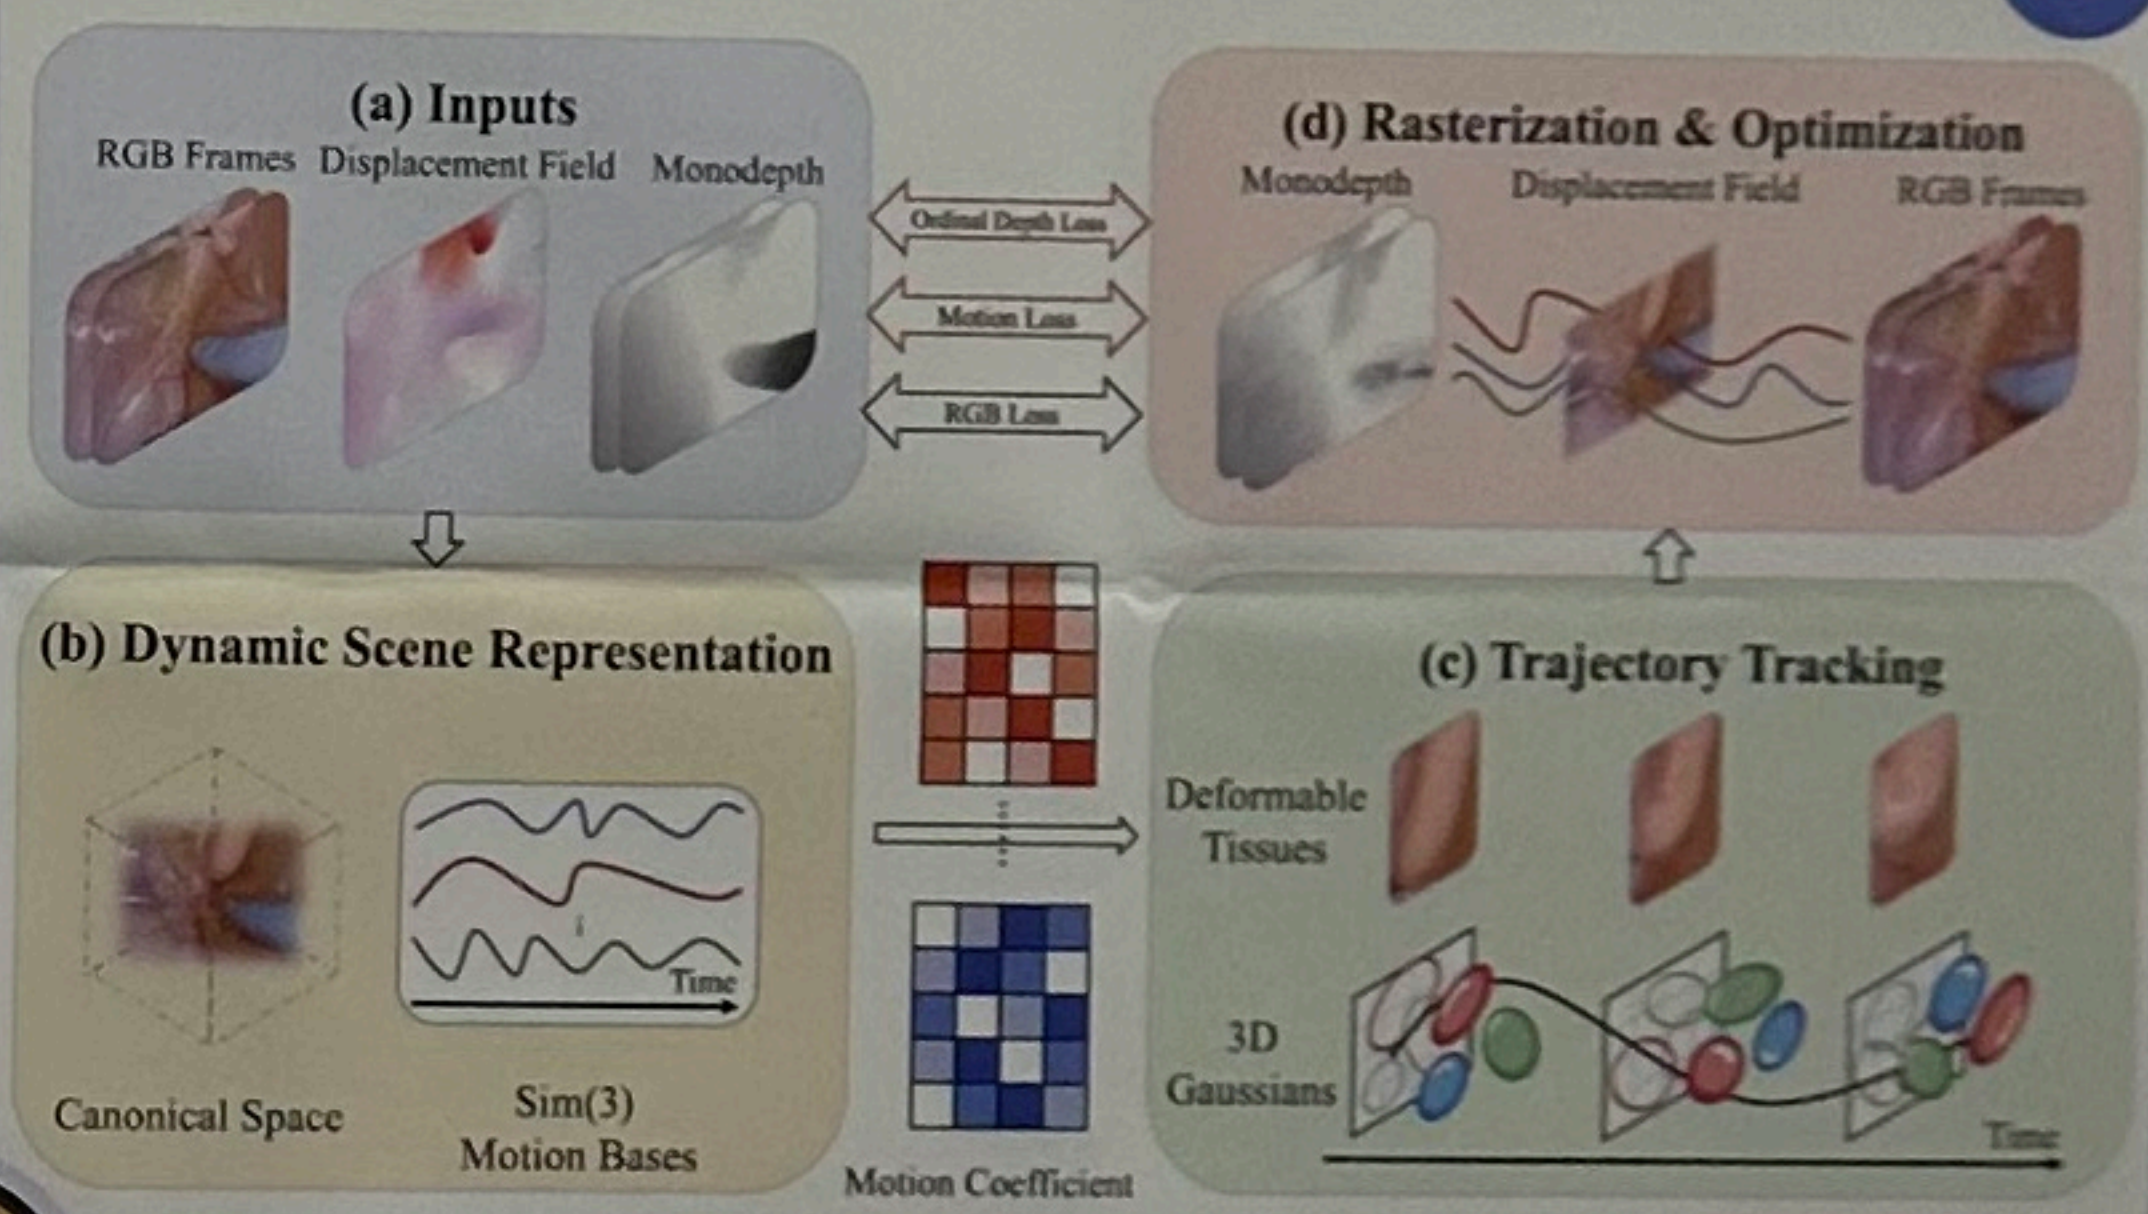 (a) Inputs
RGB Frames Displacement Field Monodepth
Ordinal Depth Loss
Motion Loss
RGB Loss
(d) Rasterization & Optimization
Monodepth Displacement Field RGB Frames
(b) Dynamic Scene Representation
Time
Canonical Space
Sim(3)
Motion Bases
Motion Coefficient
(c) Trajectory Tracking
Deformable
Tissues
3D
Gaussians
Time